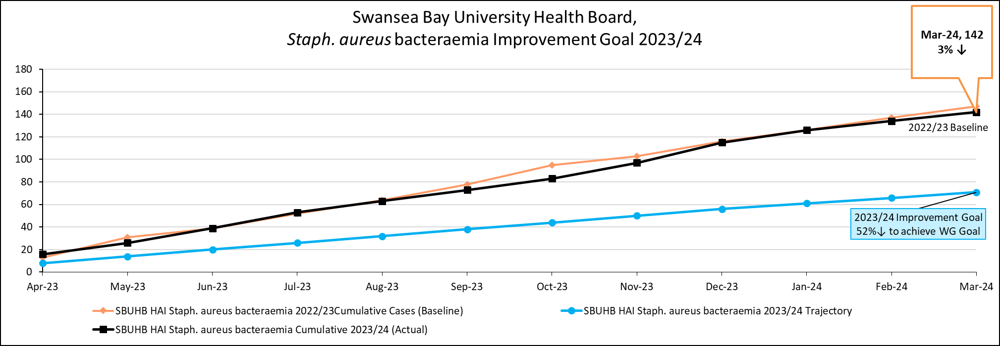 Swansea Bay University Health Board,
Staph. aureus bacteraemia Improvement Goal 2023/24
Mar-24, 142
3% ↓
180
160
140
120
100
80
60
40
20
0
2022/23 Baseline
2023/24 Improvement Goal
52%↓ to achieve WG Goal
Apr-23 May-23 Jun-23 Jul-23 Aug-23 Sep-23 Oct-23 Nov-23 Dec-23 Jan-24 Feb-24 Mar-24
SBUHB HAI Staph. aureus bacteraemia 2022/23Cumulative Cases (Baseline)
SBUHB HAI Staph. aureus bacteraemia 2023/24 Trajectory
SBUHB HAI Staph. aureus bacteraemia Cumulative 2023/24 (Actual)